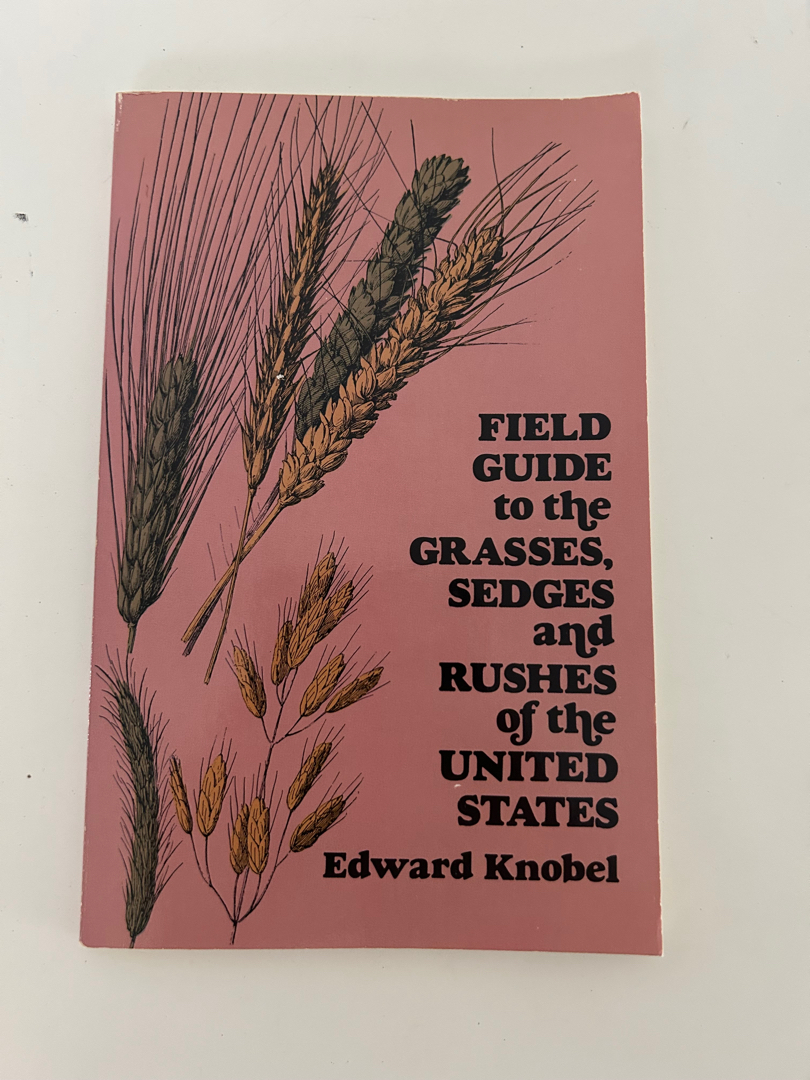 FIELD
GUIDE
to the
GRASSES,
SEDGES
and
RUSHES
of the
UNITED
STATES
Edward Knobel